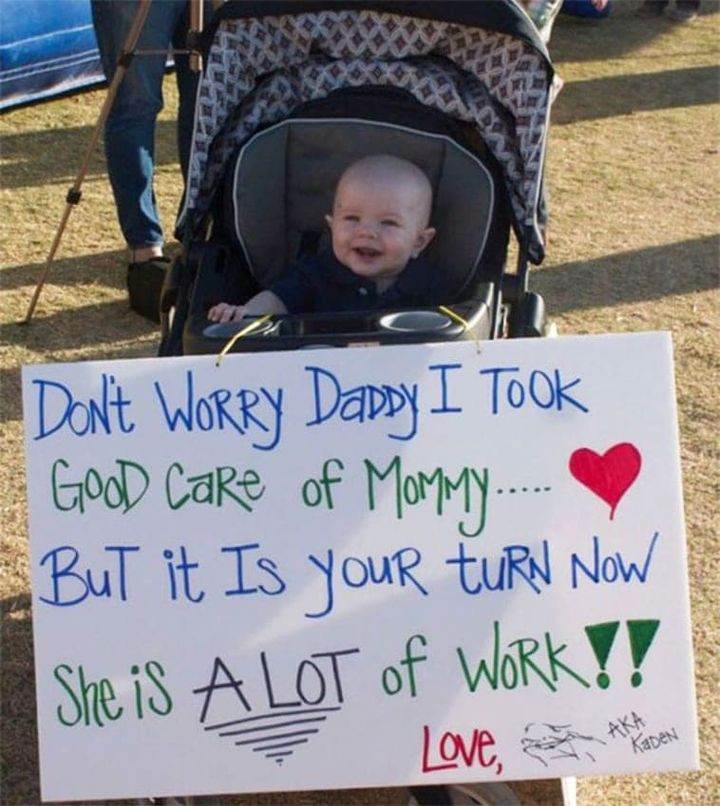 Don't Worry Daddy I Took
Good Care of Mommy.....
But it Is your turn Now
She is A LOT of Work!!
Love,
AKA
Kaden